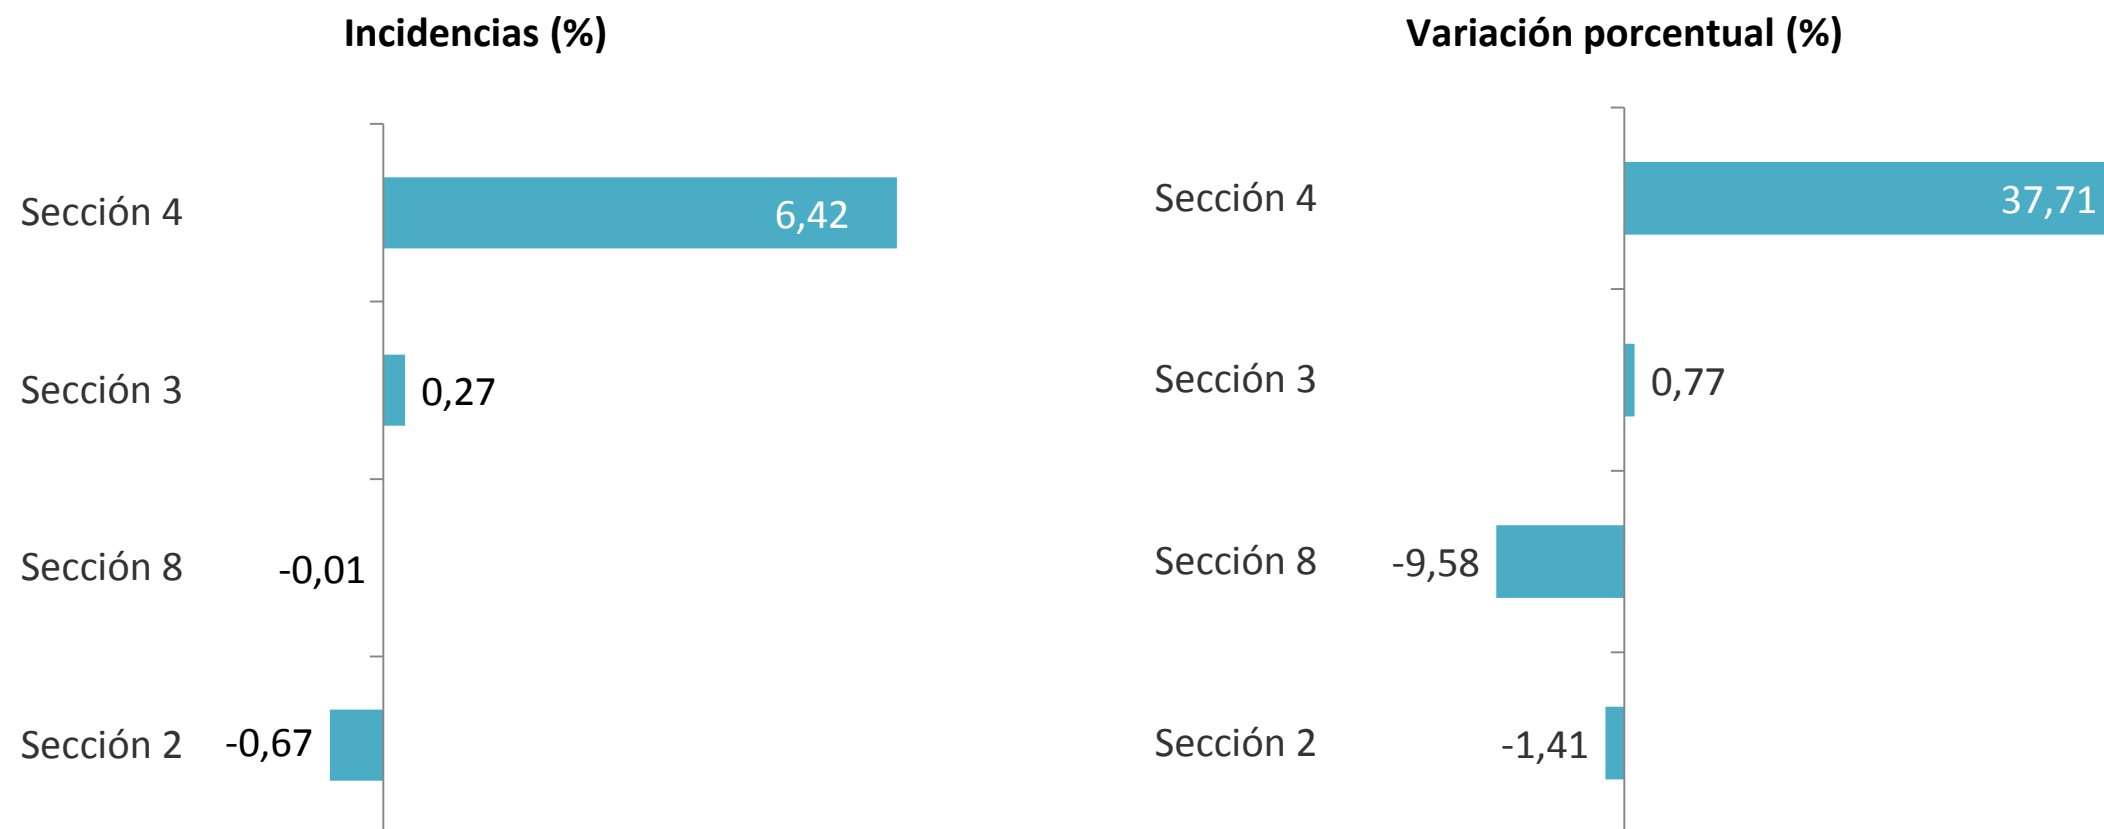 Incidencias (%)
Sección 4
6,42
Sección 3
0,27
Sección 8
-0,01
Sección 2
-0,67
Variación porcentual (%)
Sección 4
37,71
Sección 3
0,77
Sección 8
-9,58
Sección 2
-1,41